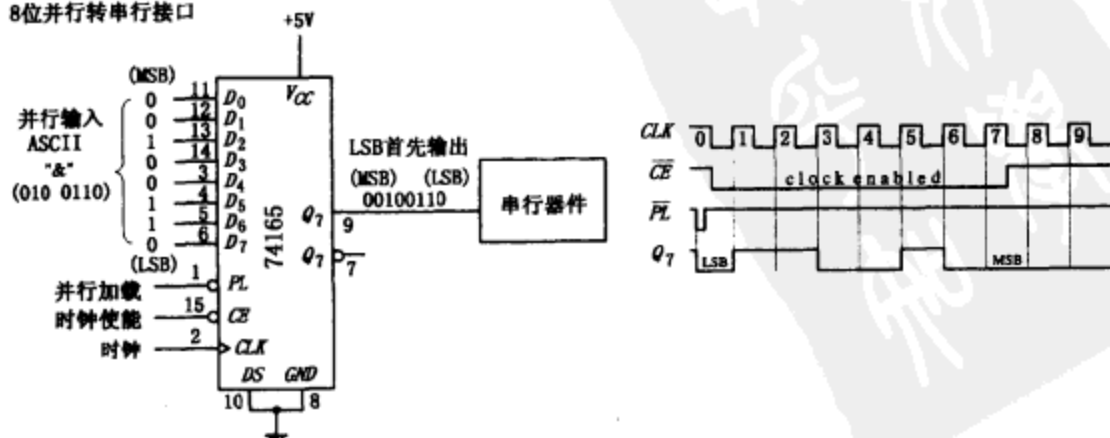 8位并行转串行接口
+5V
VCC
(MSB)
并行输入
ASCII
"&"
(010 0110)
0 11 D0
0 12 D1
1 13 D2
0 14 D3
0 3 D4
1 4 D5
1 5 D6
0 6 D7
(LSB)
并行加载 1 PL
时钟使能 15 CE
时钟 2 CLK
74165
DS GND
10 8
Q7 9
Q7 7
LSB首先输出
(MSB) (LSB)
00100110
串行器件
CLK 0 1 2 3 4 5 6 7 8 9
CE clock enabled
PL
Q7 LSB MSB